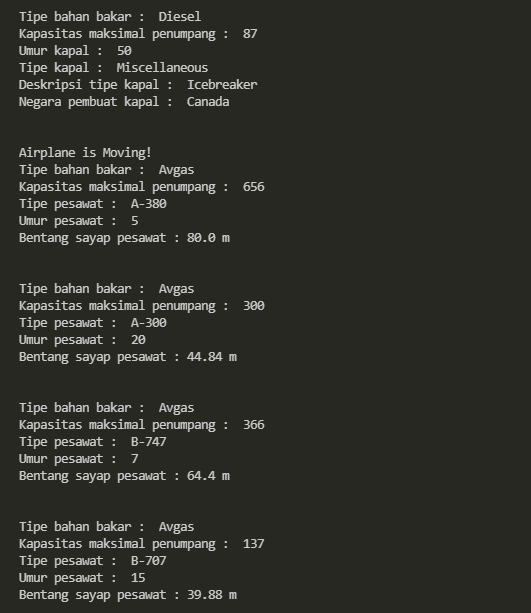 Tipe bahan bakar :  Diesel
Kapasitas maksimal penumpang :  87
Umur kapal :  50
Tipe kapal :  Miscellaneous
Deskripsi tipe kapal :  Icebreaker
Negara pembuat kapal :  Canada
Airplane is Moving!
Tipe bahan bakar :  Avgas
Kapasitas maksimal penumpang :  656
Tipe pesawat :  A-380
Umur pesawat :  5
Bentang sayap pesawat : 80.0 m
Tipe bahan bakar :  Avgas
Kapasitas maksimal penumpang :  300
Tipe pesawat :  A-300
Umur pesawat :  20
Bentang sayap pesawat : 44.84 m
Tipe bahan bakar :  Avgas
Kapasitas maksimal penumpang :  366
Tipe pesawat :  B-747
Umur pesawat :  7
Bentang sayap pesawat : 64.4 m
Tipe bahan bakar :  Avgas
Kapasitas maksimal penumpang :  137
Tipe pesawat :  B-707
Umur pesawat :  15
Bentang sayap pesawat : 39.88 m